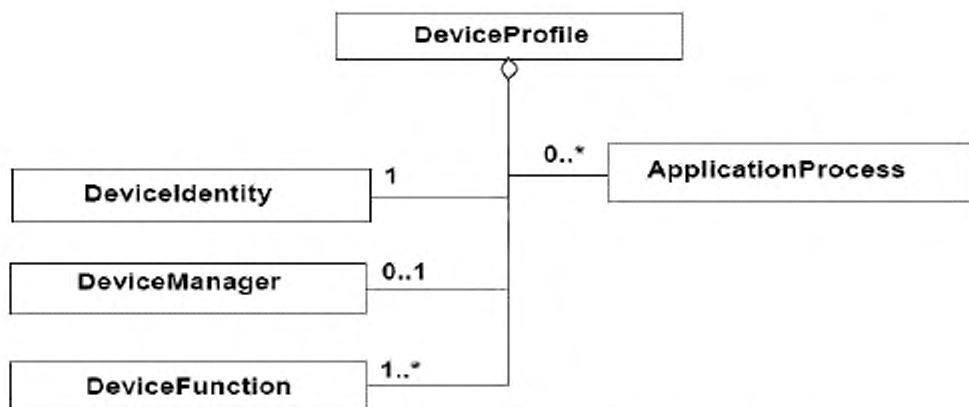 DeviceProfile
0..*
ApplicationProcess
1
DeviceIdentity
0..1
DeviceManager
1..*
DeviceFunction